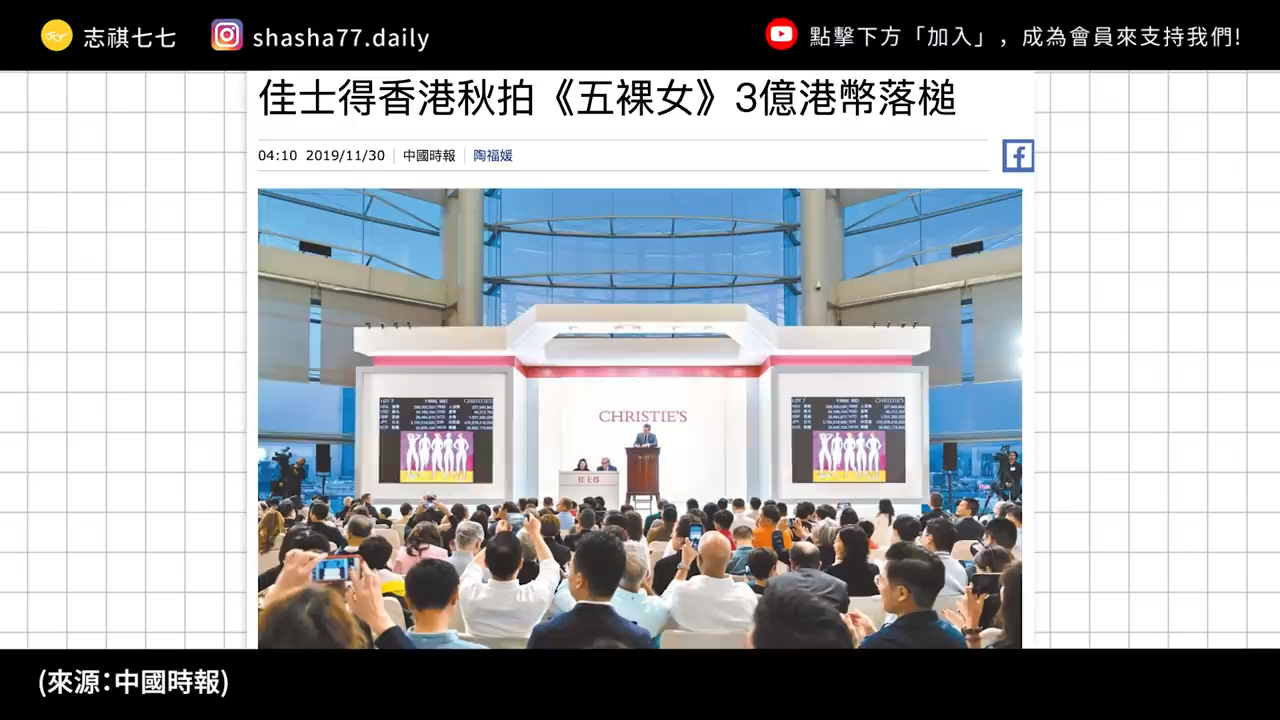 志祺七七
shasha77.daily
點擊下方「加入」，成為會員來支持我們!
佳士得香港秋拍《五裸女》3億港幣落槌
04:10 2019/11/30
中國時報
陶福媛
CHRISTIE'S
佳士得
(來源:中國時報)